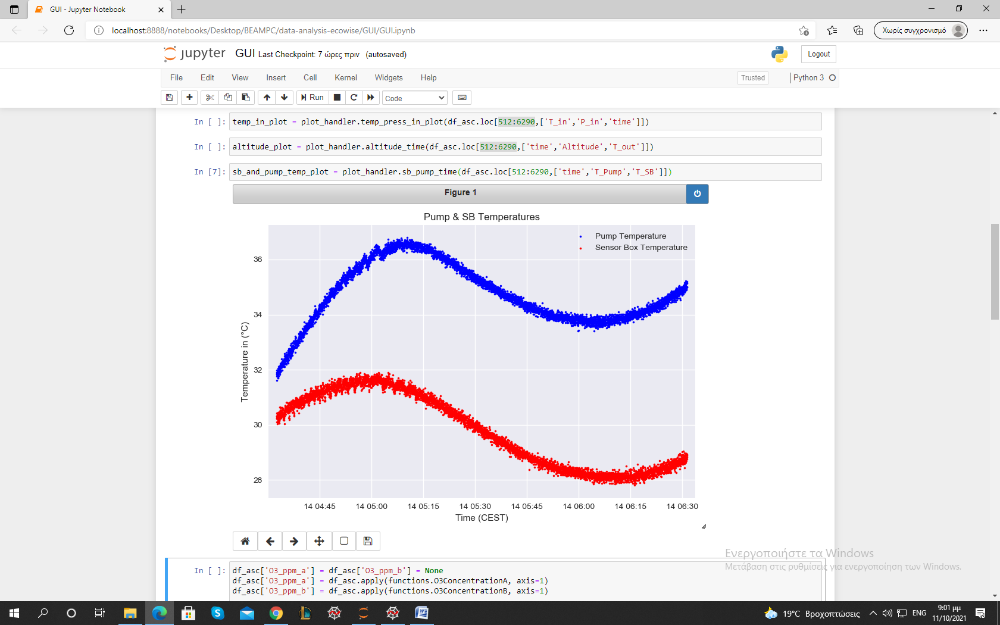 GUI - Jupyter Notebook
localhost:8888/notebooks/Desktop/BEAMPC/data-analysis-ecowise/GUI/GUI.ipynb
Χωρίς συγχρονισμό
jupyter GUI Last Checkpoint: 7 ώρες πριν (autosaved)
Logout
File Edit View Insert Cell Kernel Widgets Help
Trusted Python 3
Run Code
In [ ]: temp_in_plot = plot_handler.temp_press_in_plot(df_asc.loc[512:6290,['T_in','P_in','time']])
In [ ]: altitude_plot = plot_handler.altitude_time(df_asc.loc[512:6290,['time','Altitude','T_out']])
In [7]: sb_and_pump_temp_plot = plot_handler.sb_pump_time(df_asc.loc[512:6290,['time','T_Pump','T_SB']])
Figure 1
Pump & SB Temperatures
Pump Temperature
Sensor Box Temperature
36
34
32
30
28
Temperature in (°C)
14 04:45 14 05:00 14 05:15 14 05:30 14 05:45 14 06:00 14 06:15 14 06:30
Time (CEST)
Ενεργοποιήστε τα Windows
Μετάβαση στις ρυθμίσεις για ενεργοποίηση των Windows.
In [ ]: df_asc['O3_ppm_a'] = df_asc['O3_ppm_b'] = None
df_asc['O3_ppm_a'] = df_asc.apply(functions.O3ConcentrationA, axis=1)
df_asc['O3_ppm_b'] = df_asc.apply(functions.O3ConcentrationB, axis=1)
19°C Βροχοπτώσεις
ENG
9:01 μμ
11/10/2021